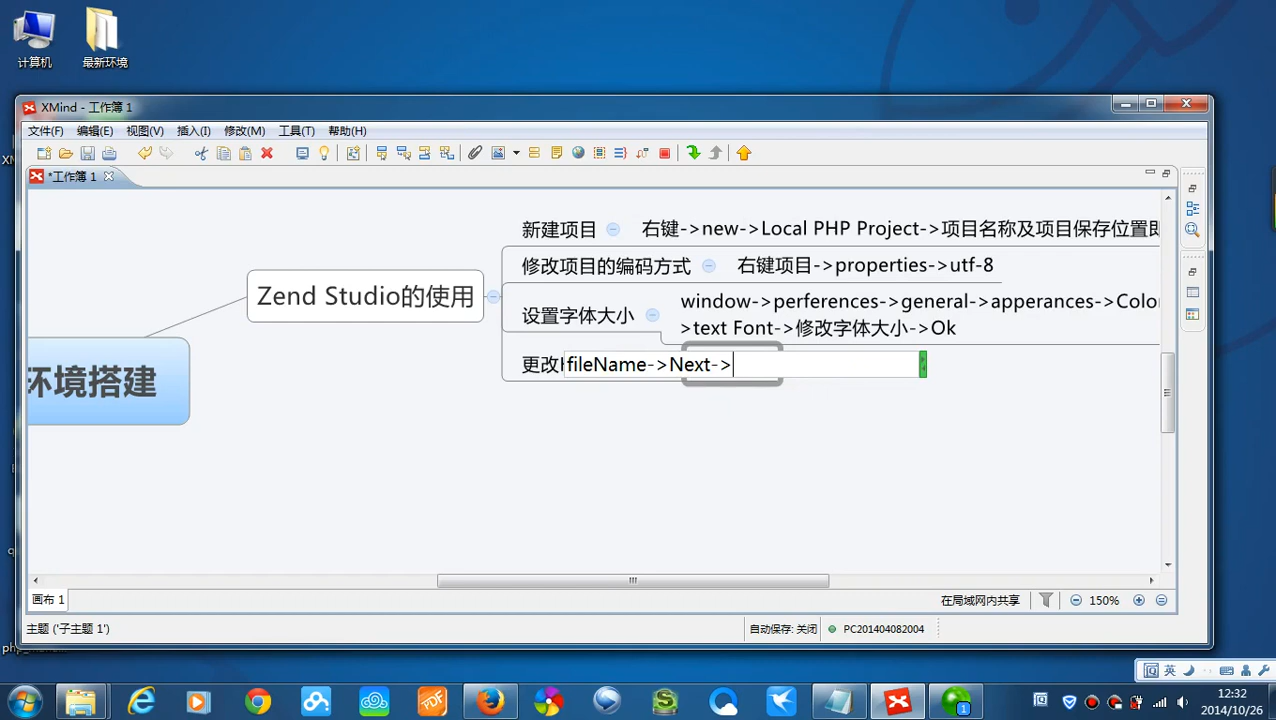 计算机
最新环境
XMind - 工作簿 1
文件(F) 编辑(E) 视图(V) 插入(I) 修改(M) 工具(T) 帮助(H)
*工作簿 1
新建项目
右键->new->Local PHP Project->项目名称及项目保存位置即
修改项目的编码方式
右键项目->properties->utf-8
Zend Studio的使用
window->perferences->general->apperances->Color
设置字体大小
>text Font->修改字体大小->Ok
更改
fileName->Next->
环境搭建
画布 1
在局域网内共享
150%
主题 ('子主题 1')
自动保存: 关闭
PC201404082004
英
1
12:32
2014/10/26